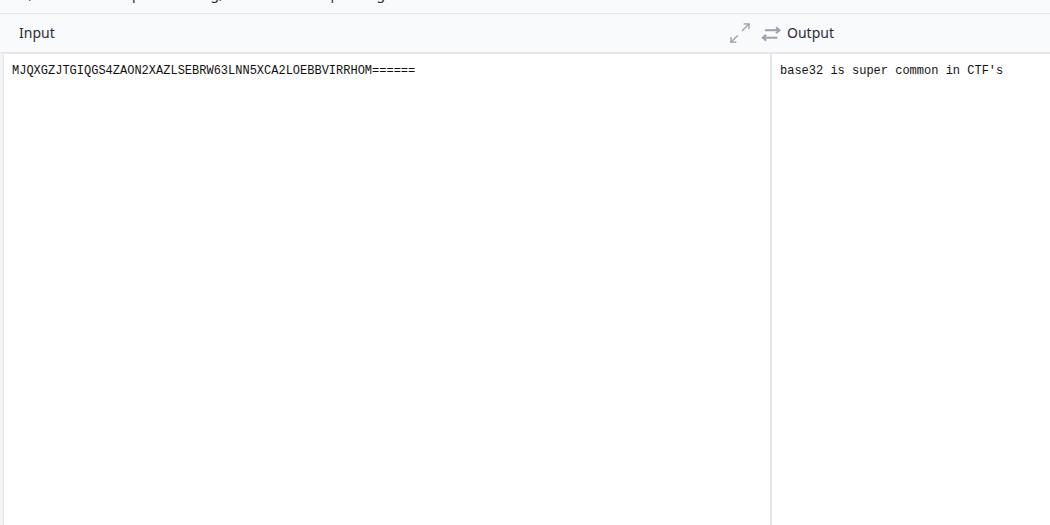 Input
Output
MJQXGZJTGIQGS4ZAON2XAZLSEBRW63LNN5XCA2LOEBBVIRRHOM======
base32 is super common in CTF's